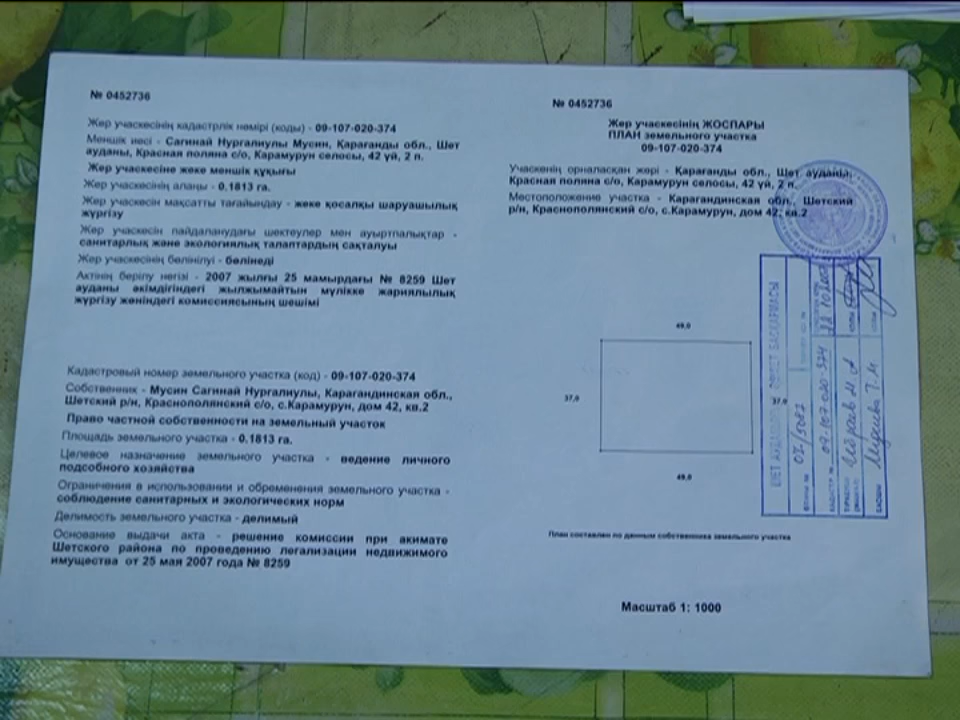 № 0452736
Жер учаскесінің кадастрлік нөмірі (коды) - 09-107-020-374
Меншік иесі - Сагинай Нургалиулы Мусин, Қарағанды обл., Шет
ауданы, Красная поляна с/о, Карамурун селосы, 42 үй, 2 п.
Жер учаскесіне жеке меншік құқығы
Жер учаскесінің алаңы - 0.1813 га.
Жер учаскесін мақсатты тағайындау - жеке қосалқы шаруашылық
жүргізу
Жер учаскесін пайдаланудағы шектеулер мен ауыртпалықтар -
санитарлық және экологиялық талаптардың сақталуы
Жер учаскесінің бөлінілуі - бөлінеді
Актінің берілу негізі - 2007 жылғы 25 мамырдағы № 8259 Шет
ауданы әкімдігіндегі жылжымайтын мүлікке жариялылық
жүргізу жөніндегі комиссиясының шешімі
Кадастровый номер земельного участка (код) - 09-107-020-374
Собственник - Мусин Сагинай Нургалиулы, Карагандинская обл.,
Шетский р/н, Краснополянский с/о, с.Карамурун, дом 42, кв.2
Право частной собственности на земельный участок
Площадь земельного участка - 0.1813 га.
Целевое назначение земельного участка - ведение личного
подсобного хозяйства
Ограничения в использовании и обременения земельного участка -
соблюдение санитарных и экологических норм
Делимость земельного участка - делимый
Основание выдачи акта - решение комиссии при акимате
Шетского района по проведению легализации недвижимого
имущества от 25 мая 2007 года № 8259
№ 0452736
Жер учаскесінің ЖОСПАРЫ
ПЛАН земельного участка
09-107-020-374
Учаскенің орналасқан жері - Қарағанды обл., Шет ауданы,
Красная полина с/о, Карамурун селосы, 42 үй, 2 п.
Местоположение участка - Карагандинская обл., Шетский
р/н, Краснополянский с/о, с.Карамурун, дом 42, кв.2
49,0
37,0
37,0
49,0
План составлен по данным собственника земельного участка
Масштаб 1: 1000
09-107-020-374